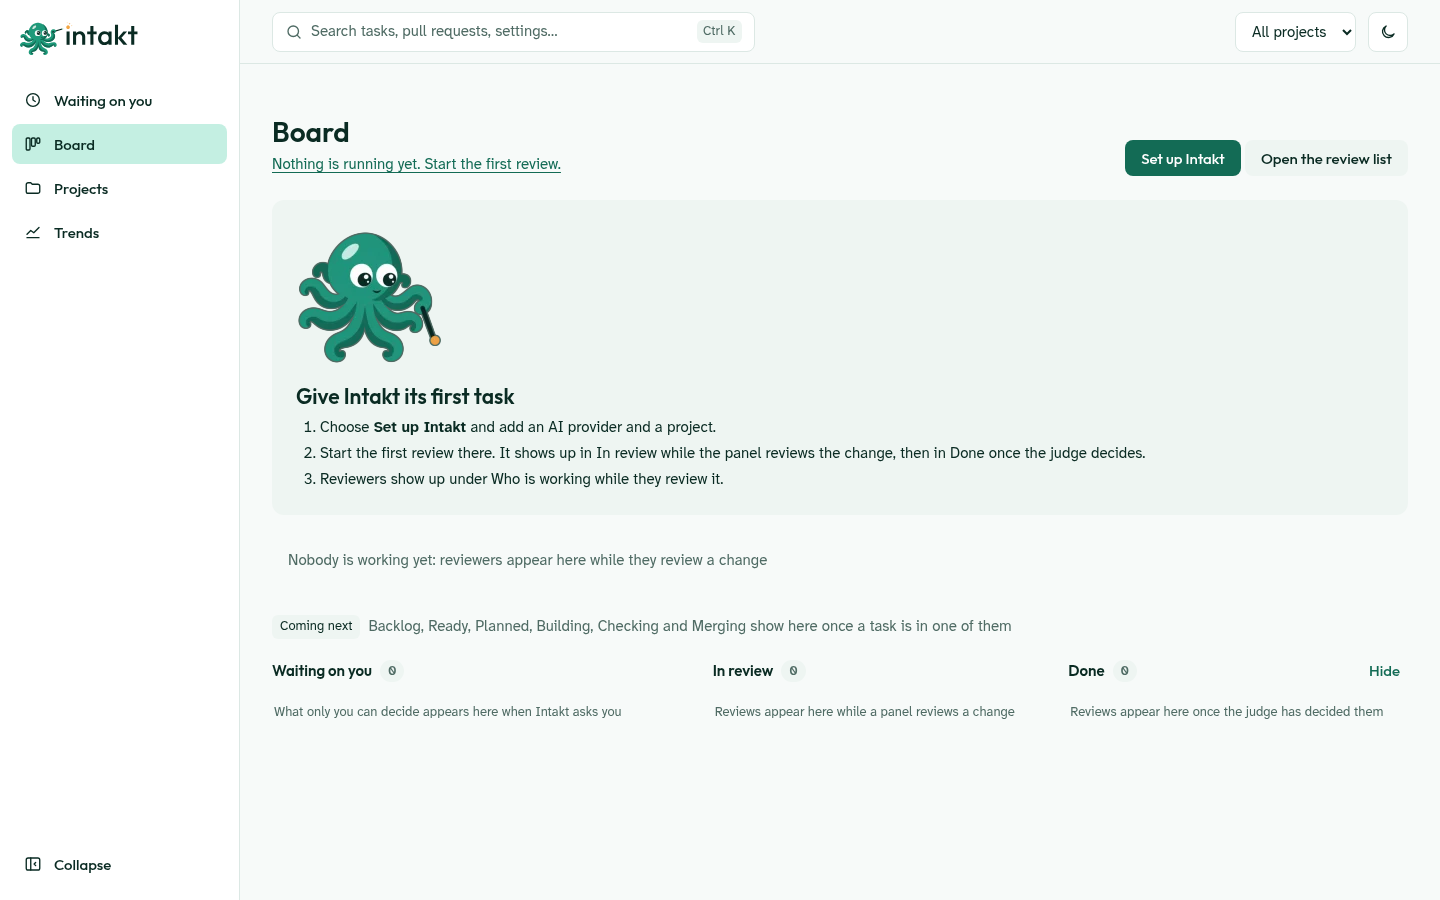 intakt
Search tasks, pull requests, settings...
Ctrl K
All projects
Waiting on you
Board
Projects
Trends
Collapse
Board
Nothing is running yet. Start the first review.
Set up Intakt
Open the review list
Give Intakt its first task
1. Choose Set up Intakt and add an AI provider and a project.
2. Start the first review there. It shows up in In review while the panel reviews the change, then in Done once the judge decides.
3. Reviewers show up under Who is working while they review it.
Nobody is working yet: reviewers appear here while they review a change
Coming next Backlog, Ready, Planned, Building, Checking and Merging show here once a task is in one of them
Waiting on you 0
What only you can decide appears here when Intakt asks you
In review 0
Reviews appear here while a panel reviews a change
Done 0
Hide
Reviews appear here once the judge has decided them